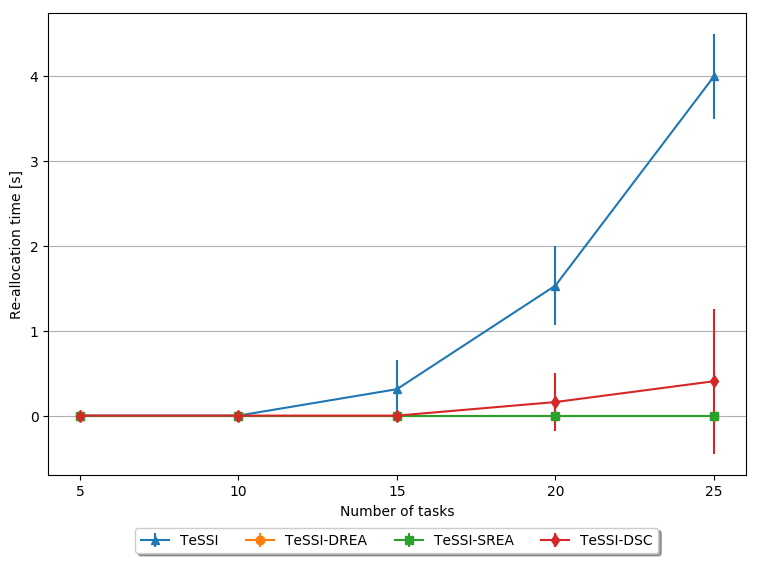 Re-allocation time [s]
4
3
2
1
0
5 10 15 20 25
Number of tasks
TeSSI TeSSI-DREA TeSSI-SREA TeSSI-DSC